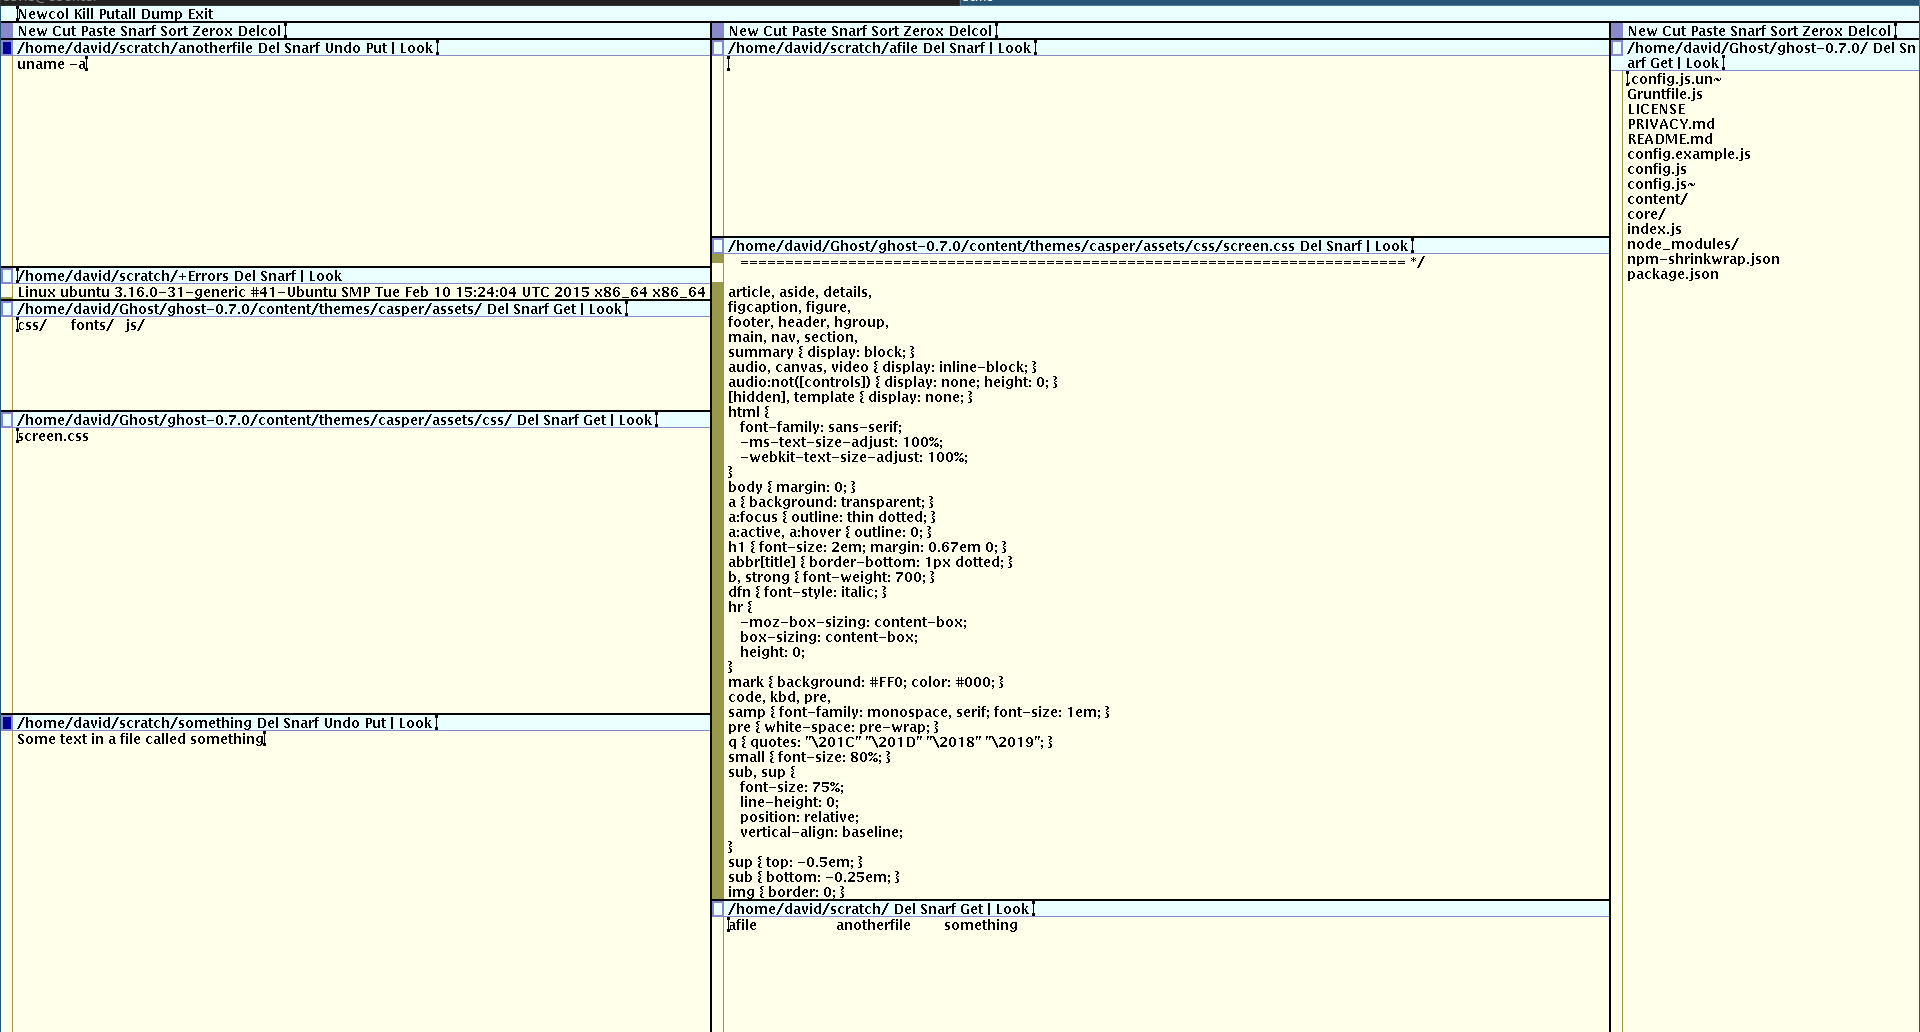 Newcol Kill Putall Dump Exit
New Cut Paste Snarf Sort Zerox Delcol
/home/david/scratch/anotherfile Del Snarf Undo Put | Look
uname -a
/home/david/scratch/+Errors Del Snarf | Look
Linux ubuntu 3.16.0-31-generic #41-Ubuntu SMP Tue Feb 10 15:24:04 UTC 2015 x86_64 x86_64
/home/david/Ghost/ghost-0.7.0/content/themes/casper/assets/ Del Snarf Get | Look
css/ fonts/ js/
/home/david/Ghost/ghost-0.7.0/content/themes/casper/assets/css/ Del Snarf Get | Look
screen.css
/home/david/scratch/something Del Snarf Undo Put | Look
Some text in a file called something
New Cut Paste Snarf Sort Zerox Delcol
/home/david/scratch/afile Del Snarf | Look
/home/david/Ghost/ghost-0.7.0/content/themes/casper/assets/css/screen.css Del Snarf | Look
========================================================================== */
article, aside, details,
figcaption, figure,
footer, header, hgroup,
main, nav, section,
summary { display: block; }
audio, canvas, video { display: inline-block; }
audio:not([controls]) { display: none; height: 0; }
[hidden], template { display: none; }
html {
font-family: sans-serif;
-ms-text-size-adjust: 100%;
-webkit-text-size-adjust: 100%;
}
body { margin: 0; }
a { background: transparent; }
a:focus { outline: thin dotted; }
a:active, a:hover { outline: 0; }
h1 { font-size: 2em; margin: 0.67em 0; }
abbr[title] { border-bottom: 1px dotted; }
b, strong { font-weight: 700; }
dfn { font-style: italic; }
hr {
-moz-box-sizing: content-box;
box-sizing: content-box;
height: 0;
}
mark { background: #FF0; color: #000; }
code, kbd, pre,
samp { font-family: monospace, serif; font-size: 1em; }
pre { white-space: pre-wrap; }
q { quotes: "\201C" "\201D" "\2018" "\2019"; }
small { font-size: 80%; }
sub, sup {
font-size: 75%;
line-height: 0;
position: relative;
vertical-align: baseline;
}
sup { top: -0.5em; }
sub { bottom: -0.25em; }
img { border: 0; }
/home/david/scratch/ Del Snarf Get | Look
afile anotherfile something
New Cut Paste Snarf Sort Zerox Delcol
/home/david/Ghost/ghost-0.7.0/ Del Sn
arf Get | Look
.config.js.un~
Gruntfile.js
LICENSE
PRIVACY.md
README.md
config.example.js
config.js
config.js~
content/
core/
index.js
node_modules/
npm-shrinkwrap.json
package.json